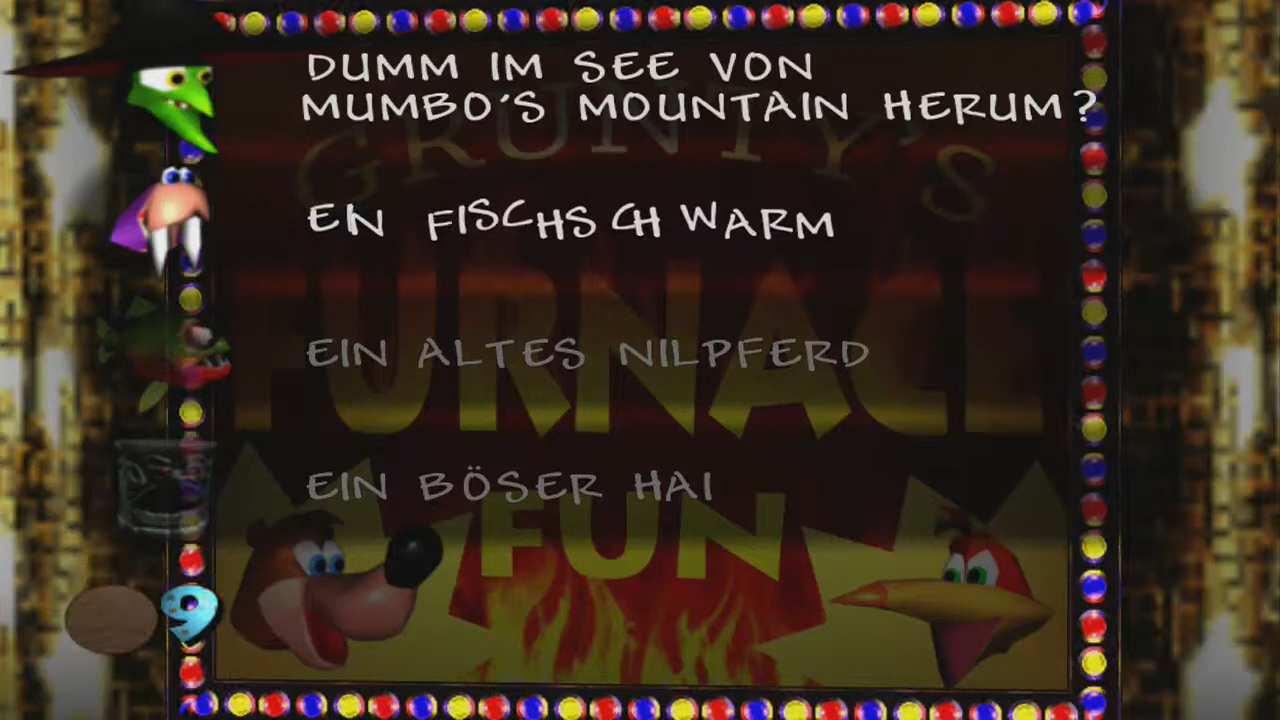 DUMM IM SEE VON
MUMBO'S MOUNTAIN HERUM?
GRUNTY'S
EN FISCHSCHWARM
FURNACE
EIN ALTES NILPFERD
EIN BÖSER HAI
FUN
9